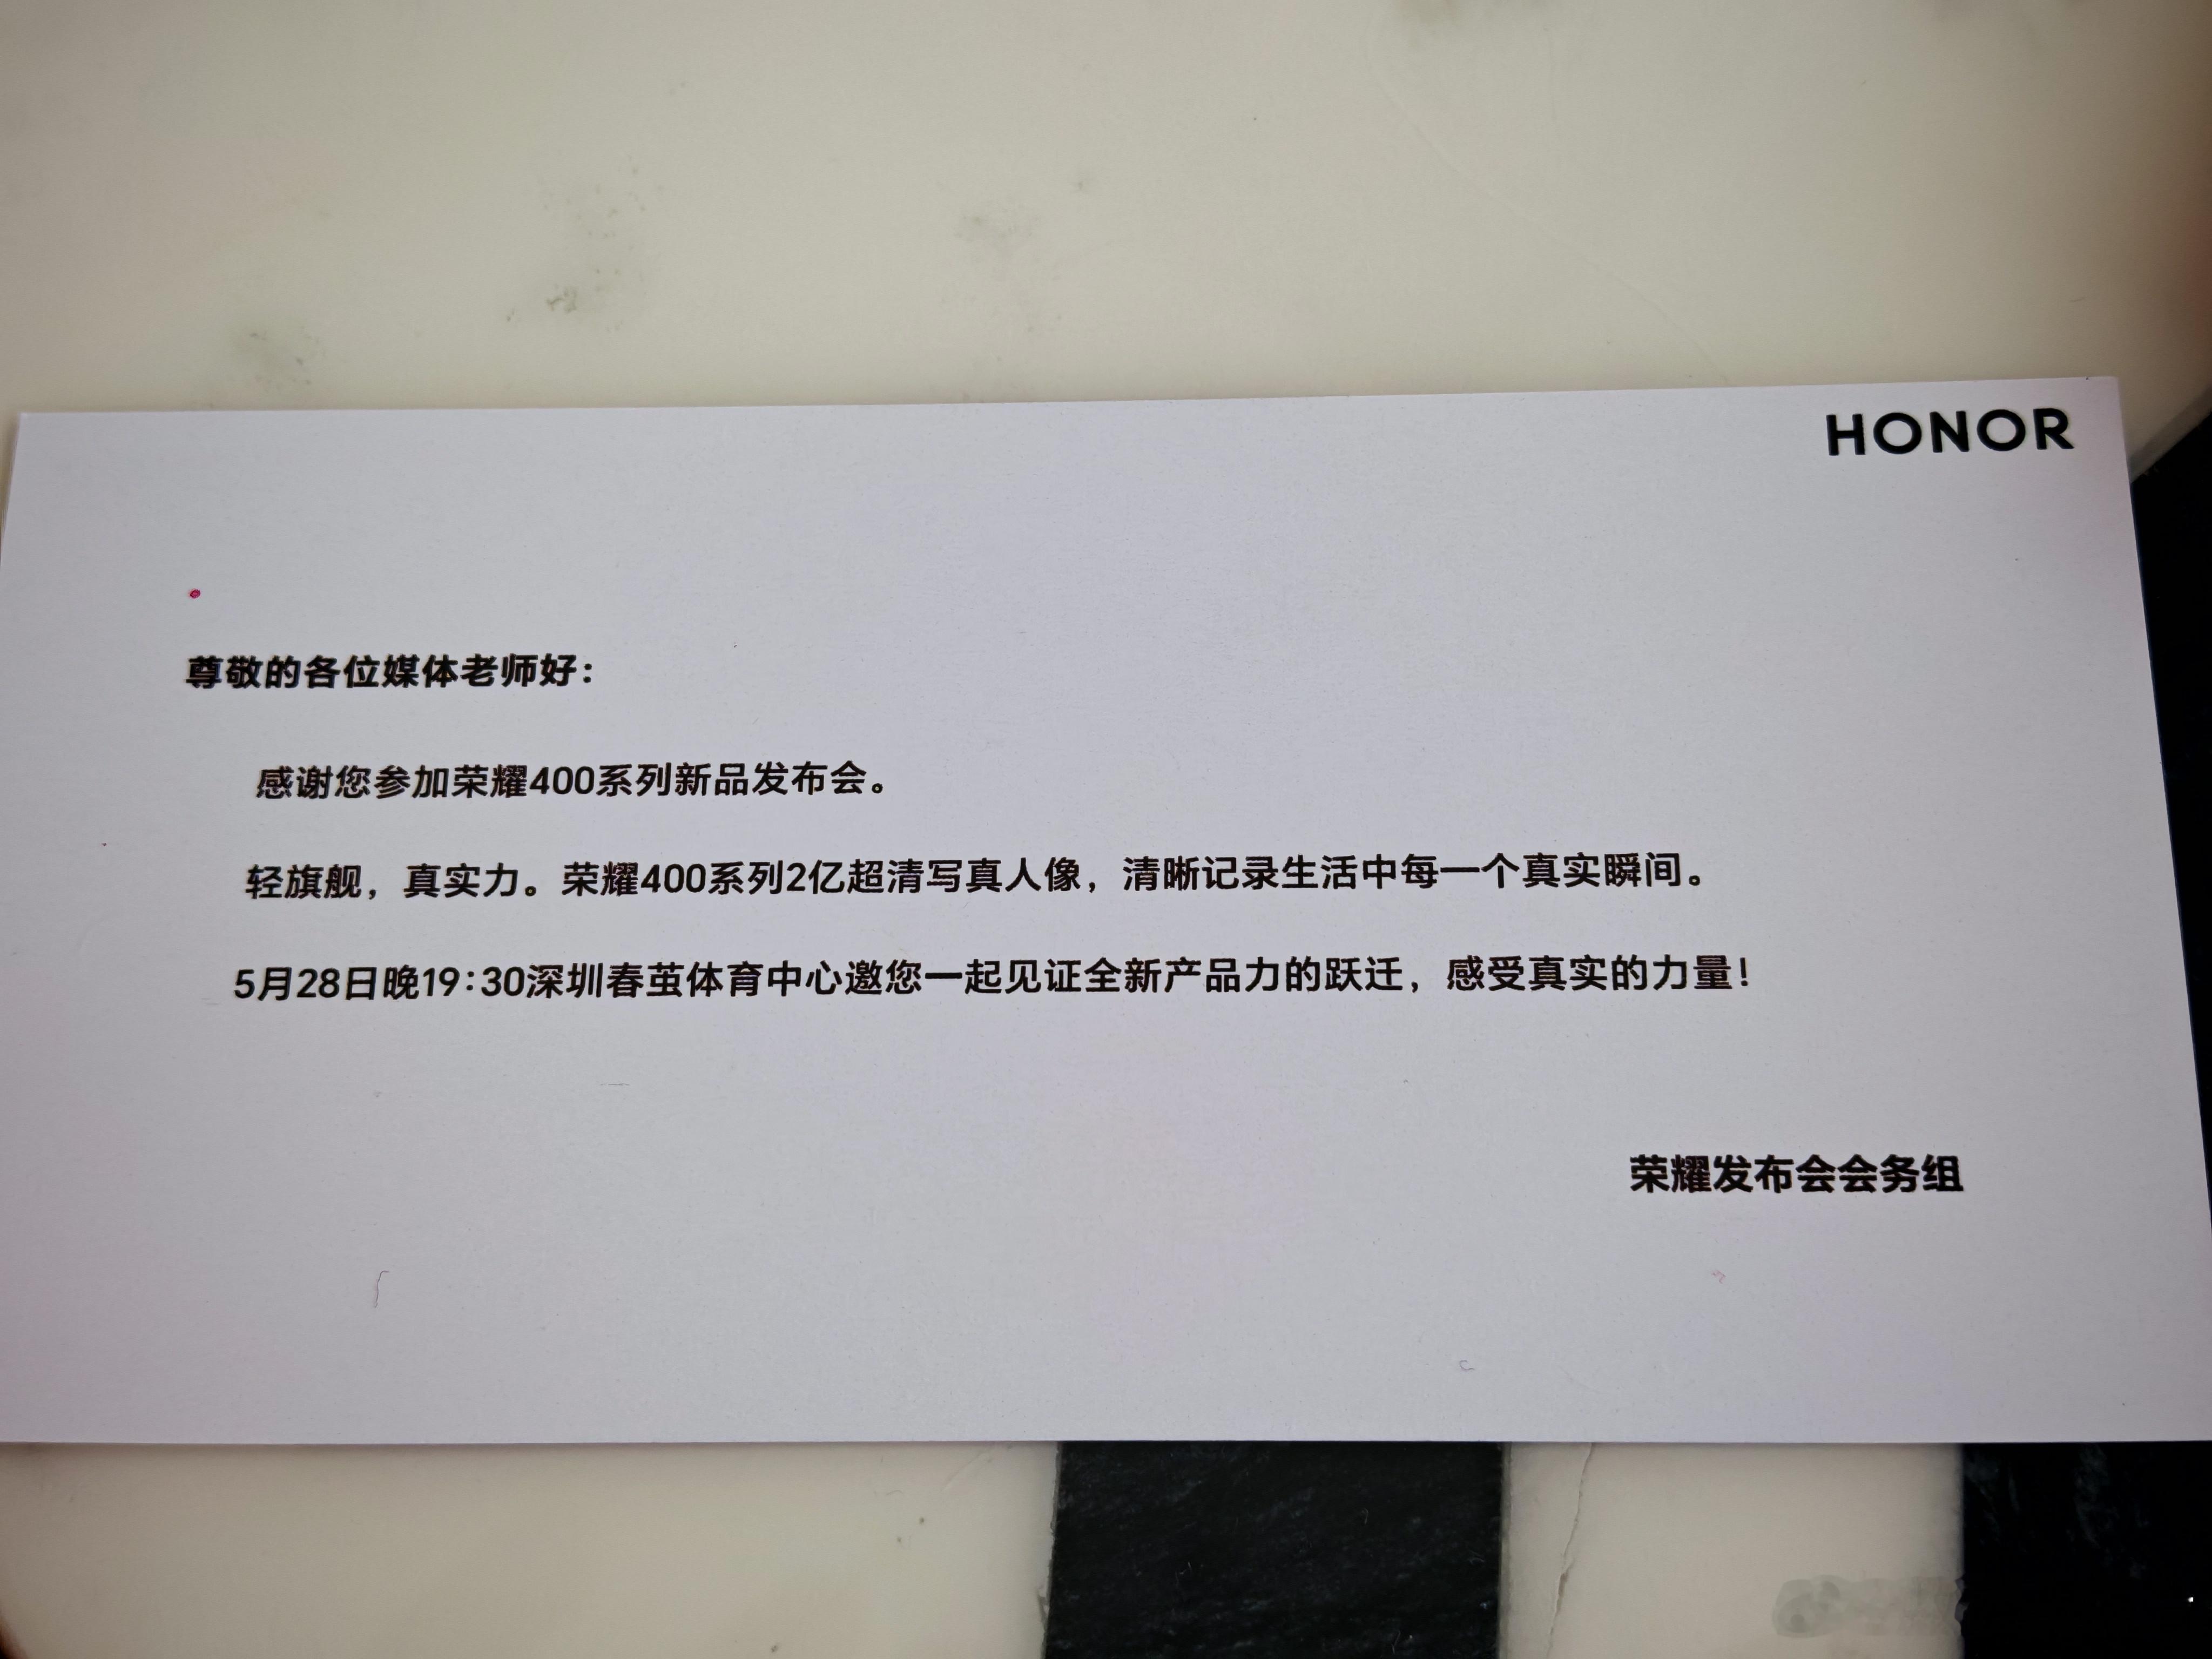 HONOR
尊敬的各位媒体老师好：
感谢您参加荣耀400系列新品发布会。
轻旗舰，真实力。荣耀400系列2亿超清写真人像，清晰记录生活中每一个真实瞬间。
5月28日晚19:30深圳春茧体育中心邀您一起见证全新产品力的跃迁，感受真实的力量！
荣耀发布会会务组